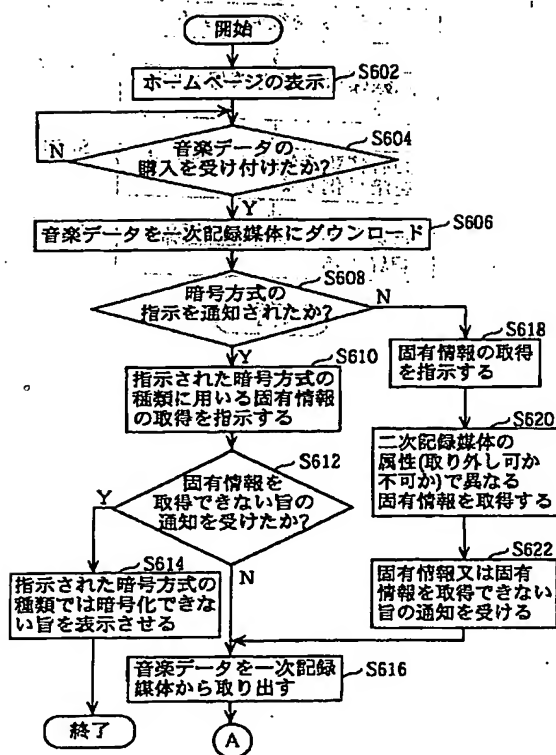 開始
ホームページの表示
S602
音楽データの
購入を受け付けたか?
S604
N
Y
音楽データを一次記録媒体にダウンロード
S606
暗号方式の
指示を通知されたか?
S608
N
Y
指示された暗号方式の
種類に用いる固有情報
の取得を指示する
S610
固有情報の取得
を指示する
S618
二次記録媒体の
属性(取り外し可か
不可か)で異なる
固有情報を取得する
S620
固有情報を
取得できない旨の
通知を受けたか?
S612
Y
N
固有情報又は固有
情報を取得できない
旨の通知を受ける
S622
指示された暗号方式の
種類では暗号化できな
い旨を表示させる
S614
音楽データを一次記録
媒体から取り出す
S616
終了
A